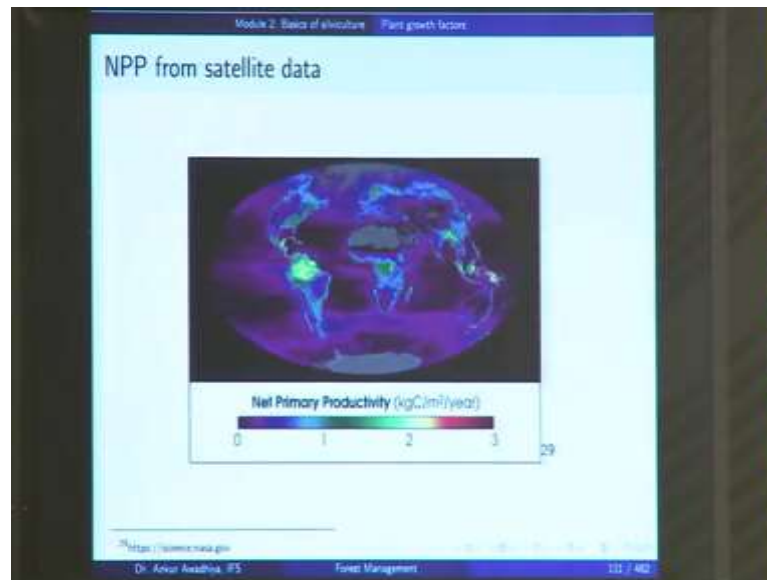 Module 2: Basics of silviculture Plant growth factors
NPP from satellite data
Net Primary Productivity (kgC/m²/year)
0 1 2 3
29
²⁹https://science.nasa.gov
Dr. Ankur Awadhiya, IFS Forest Management 111 / 482